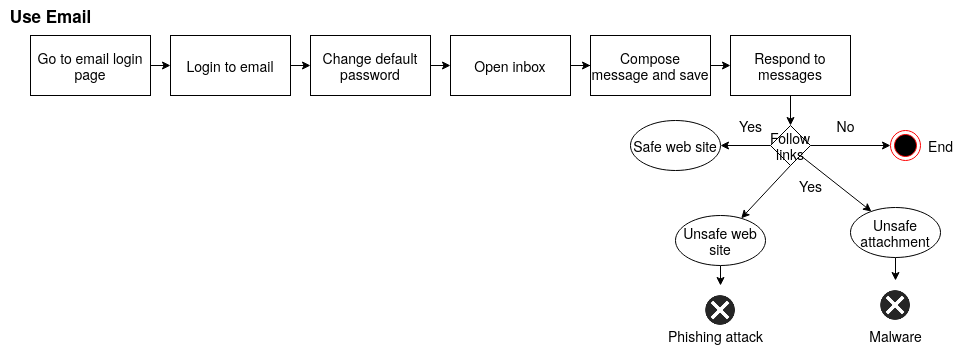 Use Email
Go to email login
page
Login to email
Change default
password
Open inbox
Compose
message and save
Respond to
messages
Yes
No
Safe web site
Follow
links
End
Yes
Unsafe web
site
Unsafe
attachment
Phishing attack
Malware